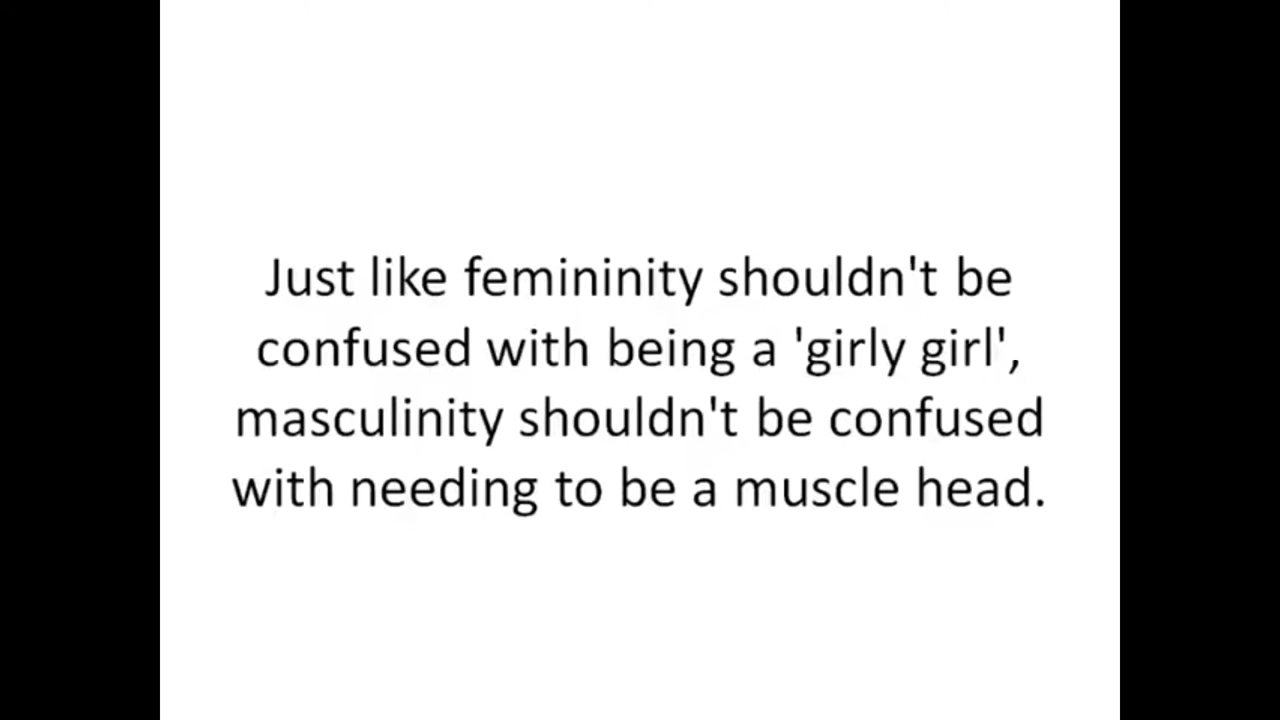 Just like femininity shouldn't be
confused with being a 'girly girl',
masculinity shouldn't be confused
with needing to be a muscle head.